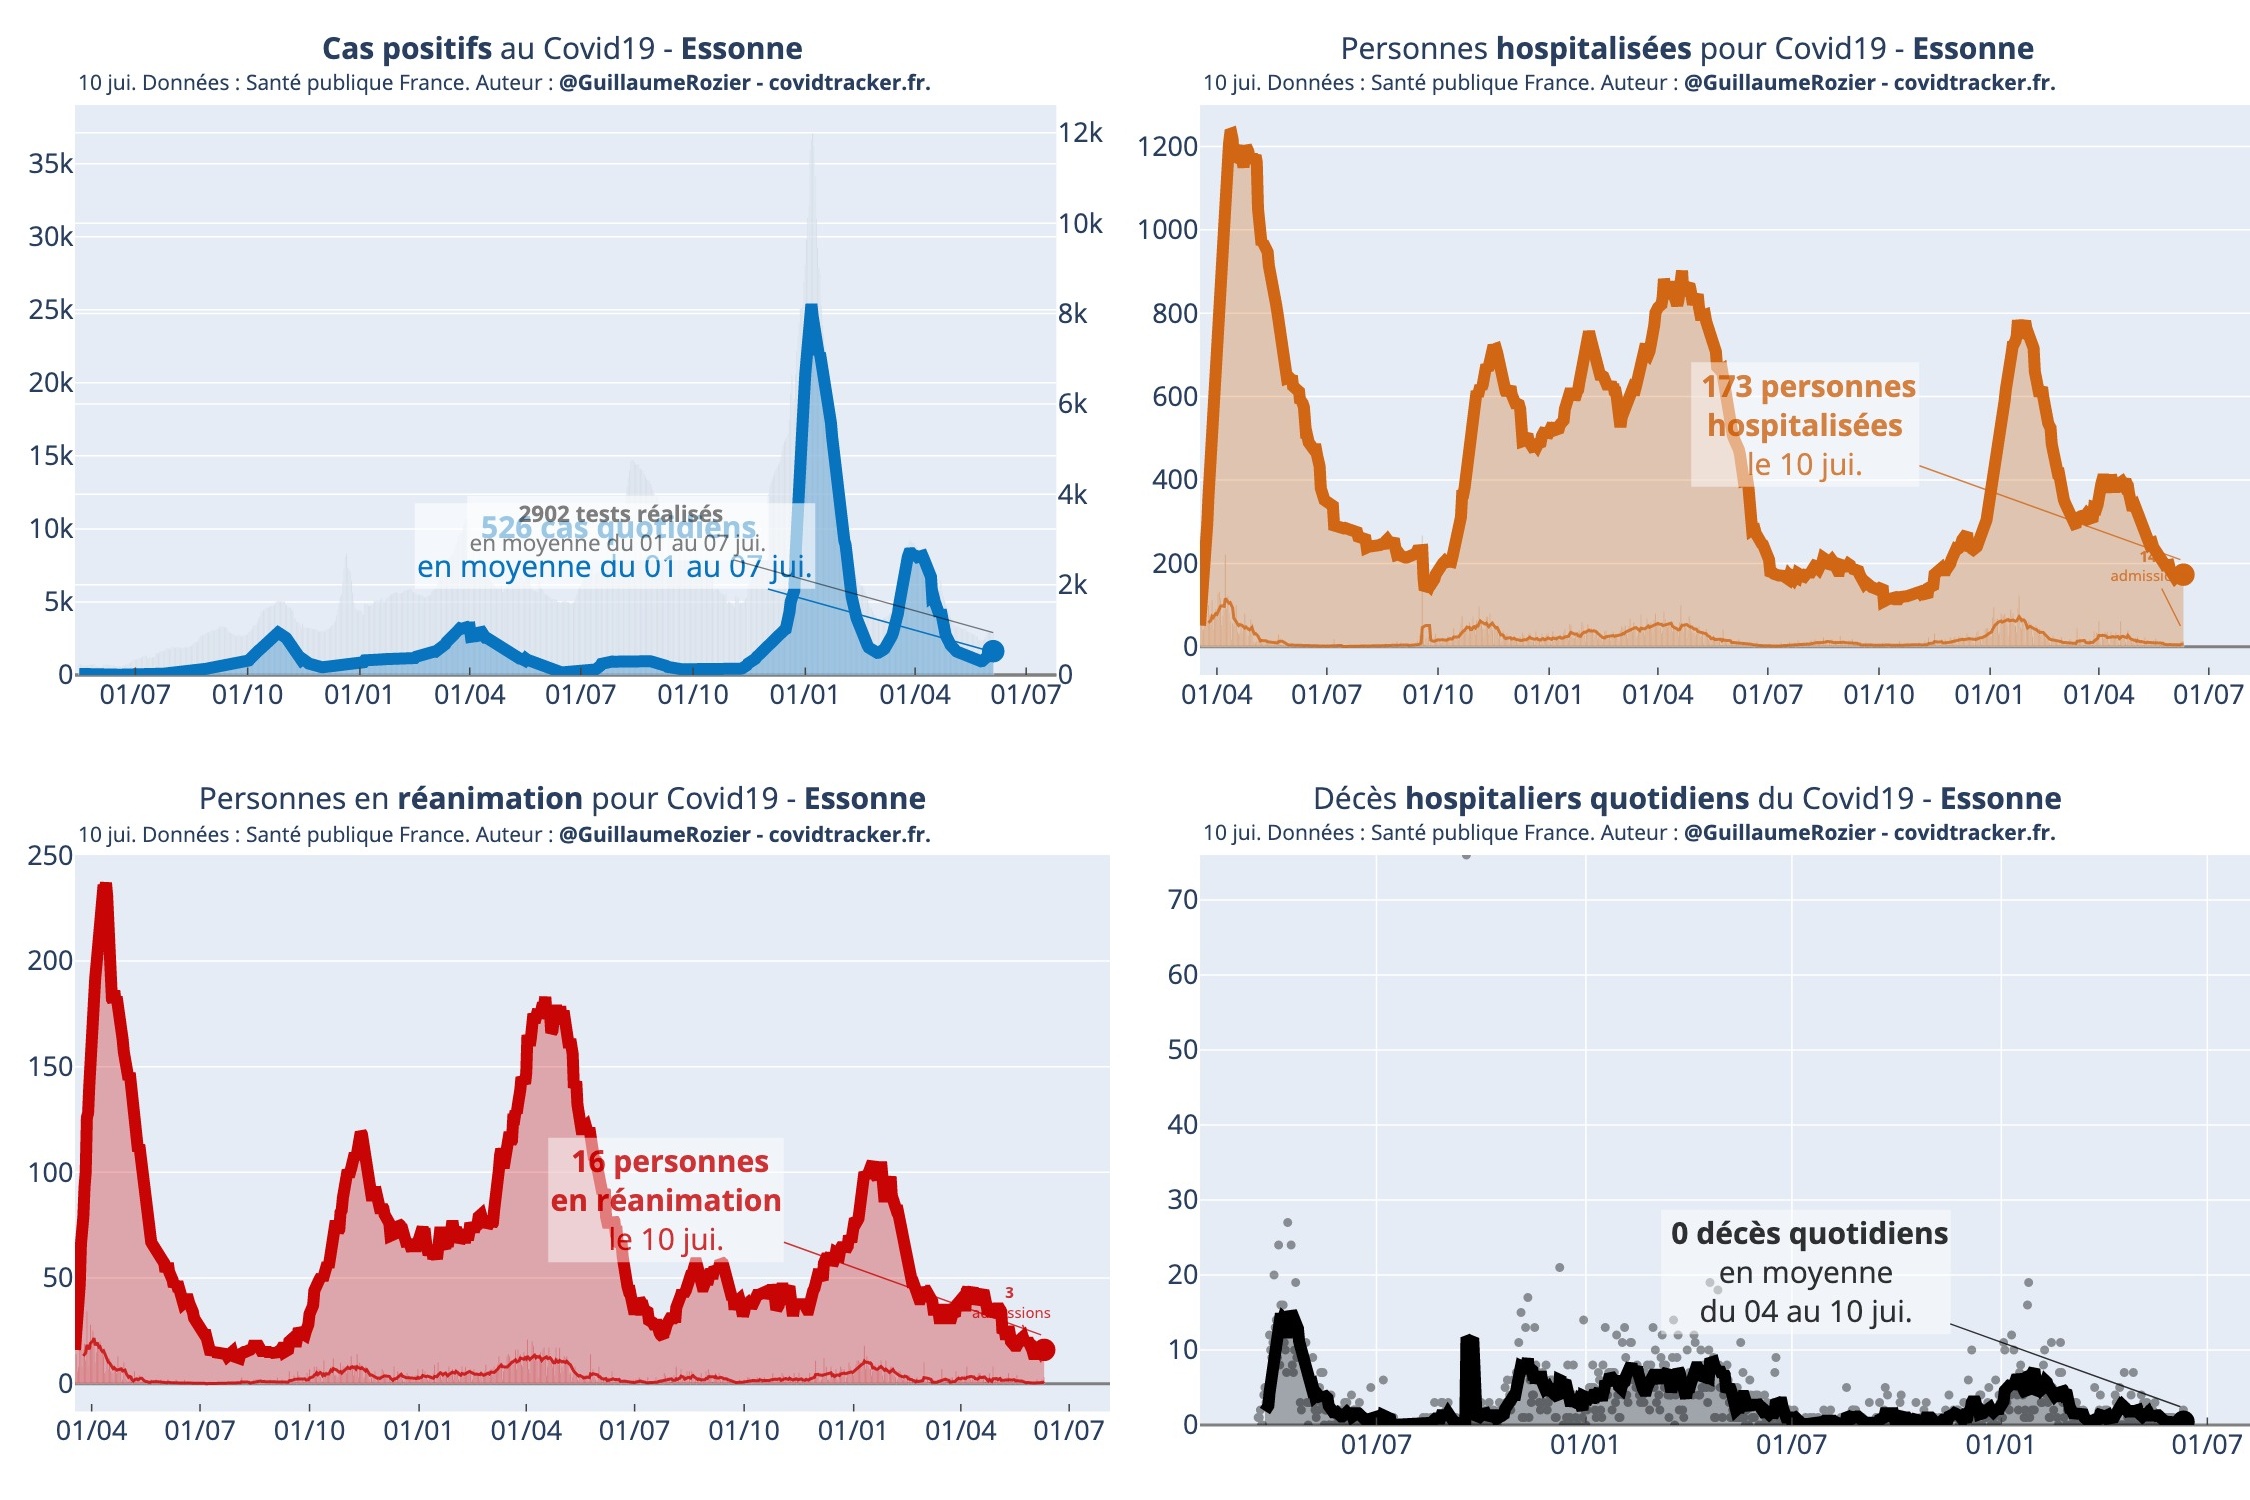 Cas positifs au Covid19 - Essonne
10 jui. Données : Santé publique France. Auteur : @GuillaumeRozier - covidtracker.fr.
35k
30k
25k
20k
15k
10k
5k
0
12k
10k
8k
6k
4k
2k
0
2902 tests réalisés
en moyenne du 01 au 07 jui.
526 cas quotidiens
en moyenne du 01 au 07 jui.
01/07 01/10 01/01 01/04 01/07 01/10 01/01 01/04 01/07
Personnes hospitalisées pour Covid19 - Essonne
10 jui. Données : Santé publique France. Auteur : @GuillaumeRozier - covidtracker.fr.
1200
1000
800
600
400
200
0
173 personnes
hospitalisées
le 10 jui.
01/04 01/07 01/10 01/01 01/04 01/07 01/10 01/01 01/04 01/07
Personnes en réanimation pour Covid19 - Essonne
10 jui. Données : Santé publique France. Auteur : @GuillaumeRozier - covidtracker.fr.
250
200
150
100
50
0
16 personnes
en réanimation
le 10 jui.
3
admissions
01/04 01/07 01/10 01/01 01/04 01/07 01/10 01/01 01/04 01/07
Décès hospitaliers quotidiens du Covid19 - Essonne
10 jui. Données : Santé publique France. Auteur : @GuillaumeRozier - covidtracker.fr.
70
60
50
40
30
20
10
0
0 décès quotidiens
en moyenne
du 04 au 10 jui.
01/07 01/01 01/07 01/01 01/07